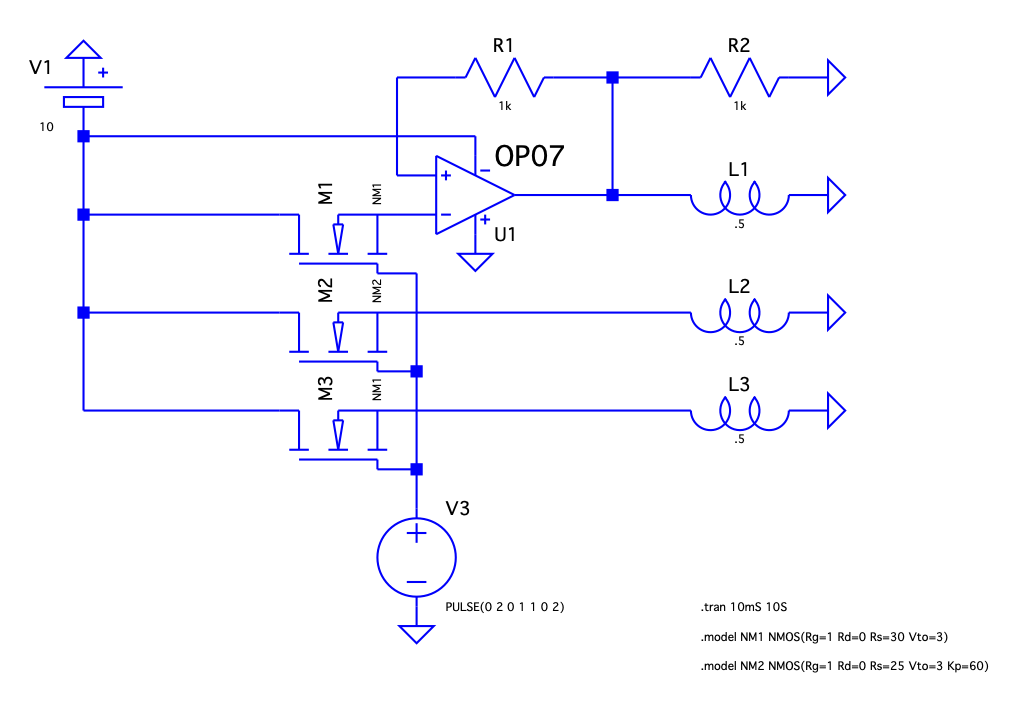 V1
10
R1
1k
R2
1k
OP07
U1
M1
NM1
L1
.5
M2
NM2
L2
.5
M3
NM1
L3
.5
V3
PULSE(0 2 0 1 1 0 2)
.tran 10mS 10S
.model NM1 NMOS(Rg=1 Rd=0 Rs=30 Vto=3)
.model NM2 NMOS(Rg=1 Rd=0 Rs=25 Vto=3 Kp=60)